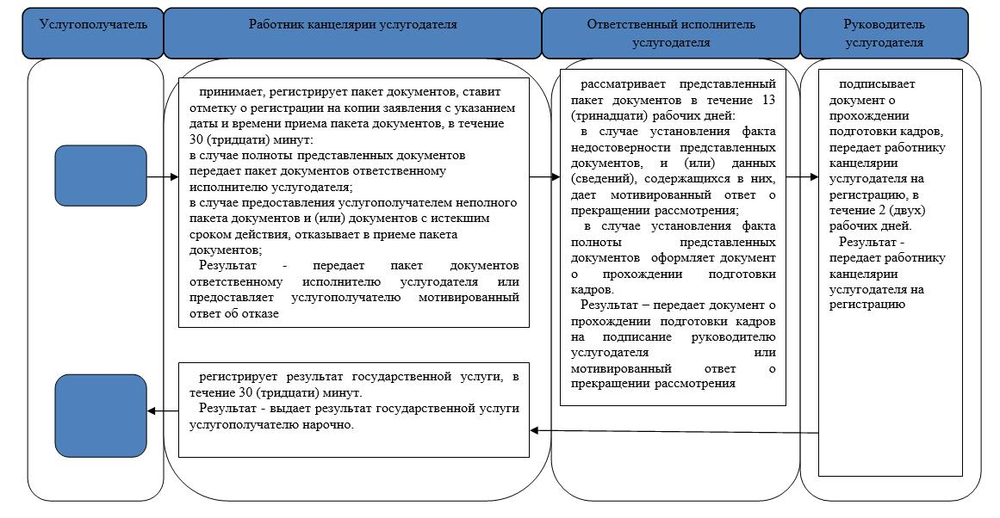 Услугополучатель
Работник канцелярии услугодателя
Ответственный исполнитель
услугодателя
Руководитель
услугодателя
принимает, регистрирует пакет документов, ставит
отметку о регистрации на копии заявления с указанием
даты и времени приема пакета документов, в течение
30 (тридцати) минут:
в случае полноты представленных документов
передает пакет документов ответственному
исполнителю услугодателя;
в случае предоставления услугополучателем неполного
пакета документов и (или) документов с истекшим
сроком действия, отказывает в приеме пакета
документов;
Результат - передает пакет документов
ответственному исполнителю услугодателя или
предоставляет услугополучателю мотивированный
ответ об отказе
рассматривает представленный
пакет документов в течение 13
(тринадцати) рабочих дней:
в случае установления факта
недостоверности представленных
документов, и (или) данных
(сведений), содержащихся в них,
дает мотивированный ответ о
прекращении рассмотрения;
в случае установления факта
полноты представленных
документов оформляет документ
о прохождении подготовки
кадров.
Результат – передает документ о
прохождении подготовки кадров
на подписание руководителю
услугодателя или
мотивированный ответ о
прекращении рассмотрения
подписывает
документ о
прохождении
подготовки кадров,
передает работнику
канцелярии
услугодателя на
регистрацию, в
течение 2 (двух)
рабочих дней.
Результат -
передает работнику
канцелярии
услугодателя на
регистрацию
регистрирует результат государственной услуги, в
течение 30 (тридцати) минут.
Результат - выдает результат государственной услуги
услугополучателю нарочно.